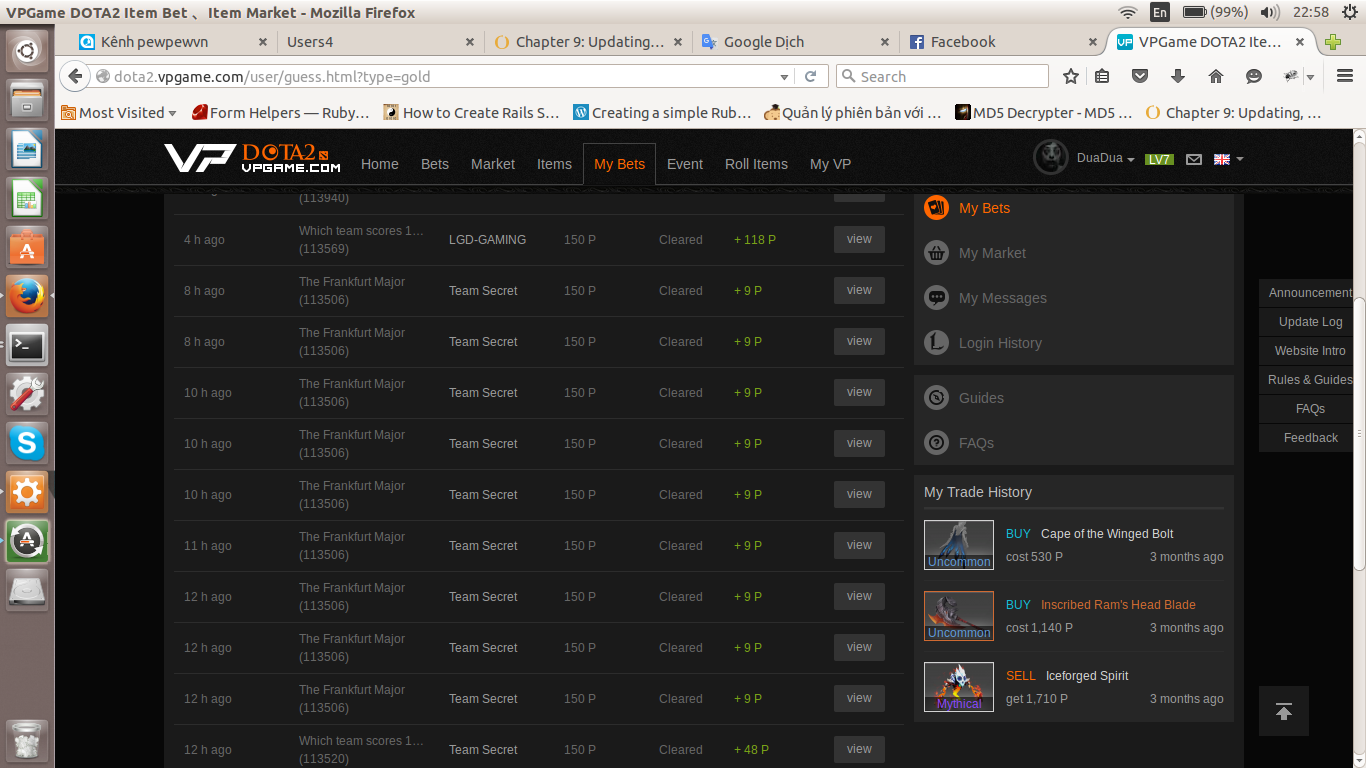 VPGame DOTA2 Item Bet 、Item Market - Mozilla Firefox
En (99%) 22:58
Kênh pewpewvn
Users4
Chapter 9: Updating,...
Google Dịch
Facebook
VPGame DOTA2 Ite...
dota2.vpgame.com/user/guess.html?type=gold
Search
Most Visited
Form Helpers — Ruby...
How to Create Rails S...
Creating a simple Rub...
Quản lý phiên bản với ...
MD5 Decrypter - MD5 ...
Chapter 9: Updating, ...
VP DOTA2
VPGAME.COM
Home Bets Market Items My Bets Event Roll Items My VP
DuaDua LV7
(113940)
4 h ago Which team scores 1… LGD-GAMING 150 P Cleared + 118 P view
(113569)
8 h ago The Frankfurt Major Team Secret 150 P Cleared + 9 P view
(113506)
8 h ago The Frankfurt Major Team Secret 150 P Cleared + 9 P view
(113506)
10 h ago The Frankfurt Major Team Secret 150 P Cleared + 9 P view
(113506)
10 h ago The Frankfurt Major Team Secret 150 P Cleared + 9 P view
(113506)
10 h ago The Frankfurt Major Team Secret 150 P Cleared + 9 P view
(113506)
11 h ago The Frankfurt Major Team Secret 150 P Cleared + 9 P view
(113506)
12 h ago The Frankfurt Major Team Secret 150 P Cleared + 9 P view
(113506)
12 h ago The Frankfurt Major Team Secret 150 P Cleared + 9 P view
(113506)
12 h ago The Frankfurt Major Team Secret 150 P Cleared + 9 P view
(113506)
12 h ago Which team scores 1… Team Secret 150 P Cleared + 48 P view
(113520)
My Bets
My Market
My Messages
Login History
Guides
FAQs
My Trade History
BUY Cape of the Winged Bolt
Uncommon
cost 530 P 3 months ago
BUY Inscribed Ram's Head Blade
Uncommon
cost 1,140 P 3 months ago
SELL Iceforged Spirit
Mythical
get 1,710 P 3 months ago
Announcement
Update Log
Website Intro
Rules & Guides
FAQs
Feedback